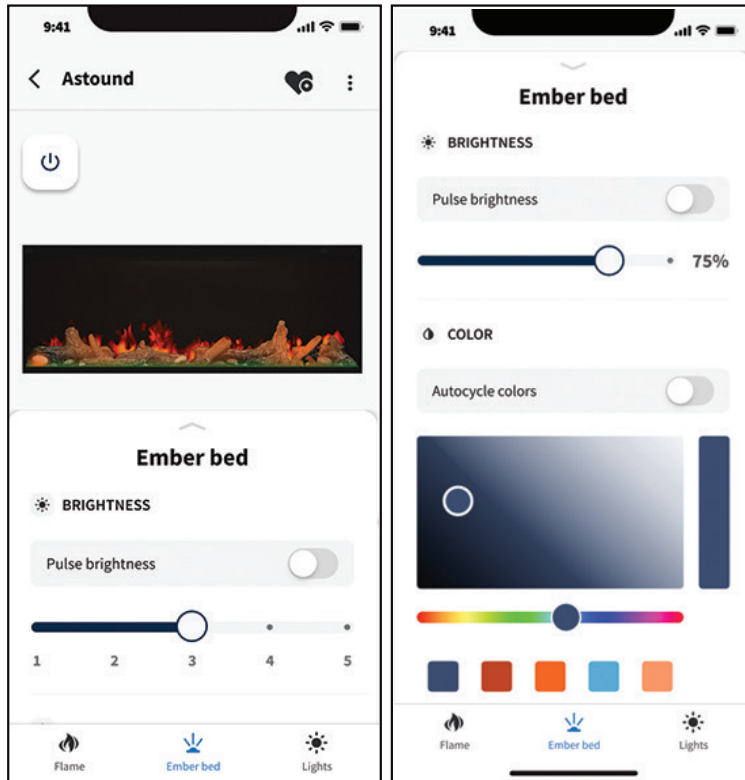 9:41
Astound
Ember bed
BRIGHTNESS
Pulse brightness
1 2 3 4 5
Flame Ember bed Lights
9:41
Ember bed
BRIGHTNESS
Pulse brightness
75%
COLOR
Autocycle colors
Flame Ember bed Lights